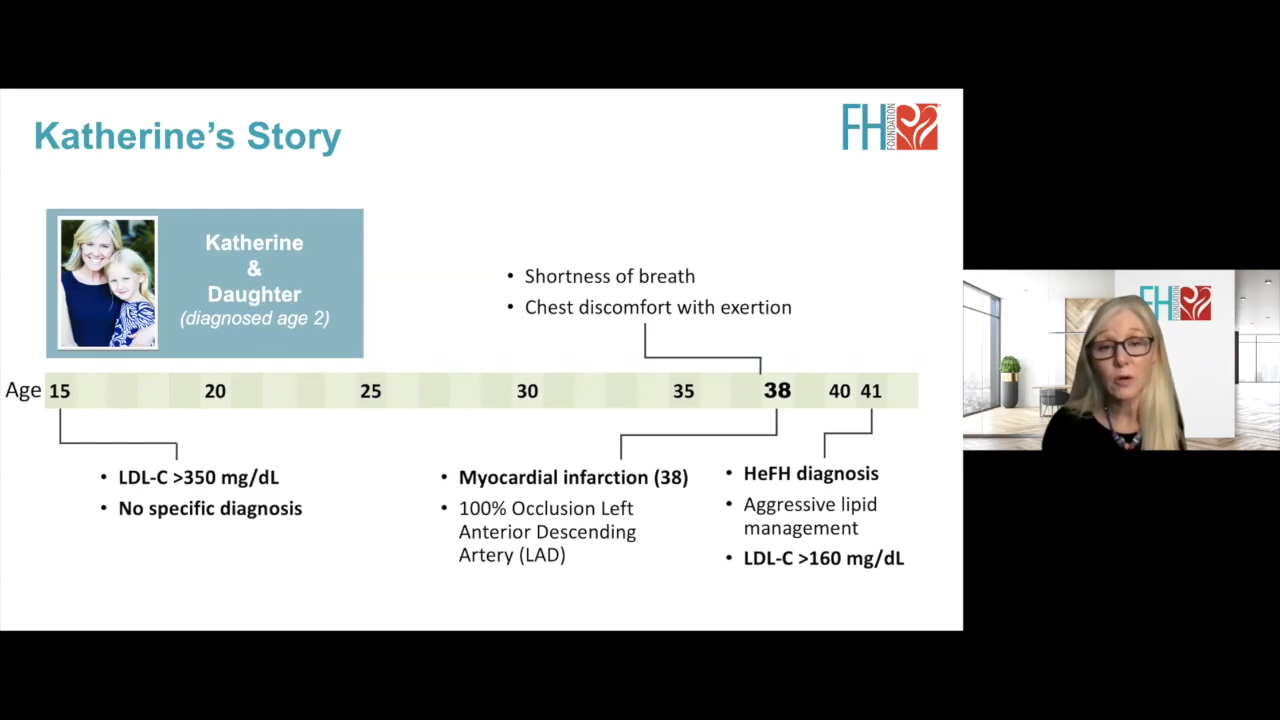 Katherine's Story
FH
FOUNDATION
Katherine
&
Daughter
(diagnosed age 2)
• Shortness of breath
• Chest discomfort with exertion
Age 15 20 25 30 35 38 40 41
• LDL-C >350 mg/dL
• No specific diagnosis
• Myocardial infarction (38)
• 100% Occlusion Left
Anterior Descending
Artery (LAD)
• HeFH diagnosis
• Aggressive lipid
management
• LDL-C >160 mg/dL
FH
FOUNDATION